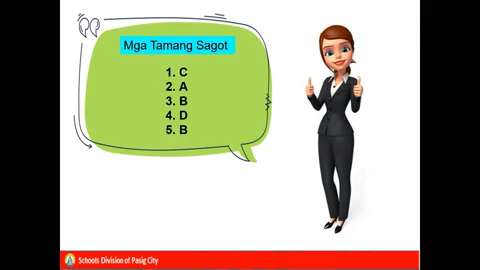 Mga Tamang Sagot
1. C
2. A
3. B
4. D
5. B
Schools Division of Pasig City